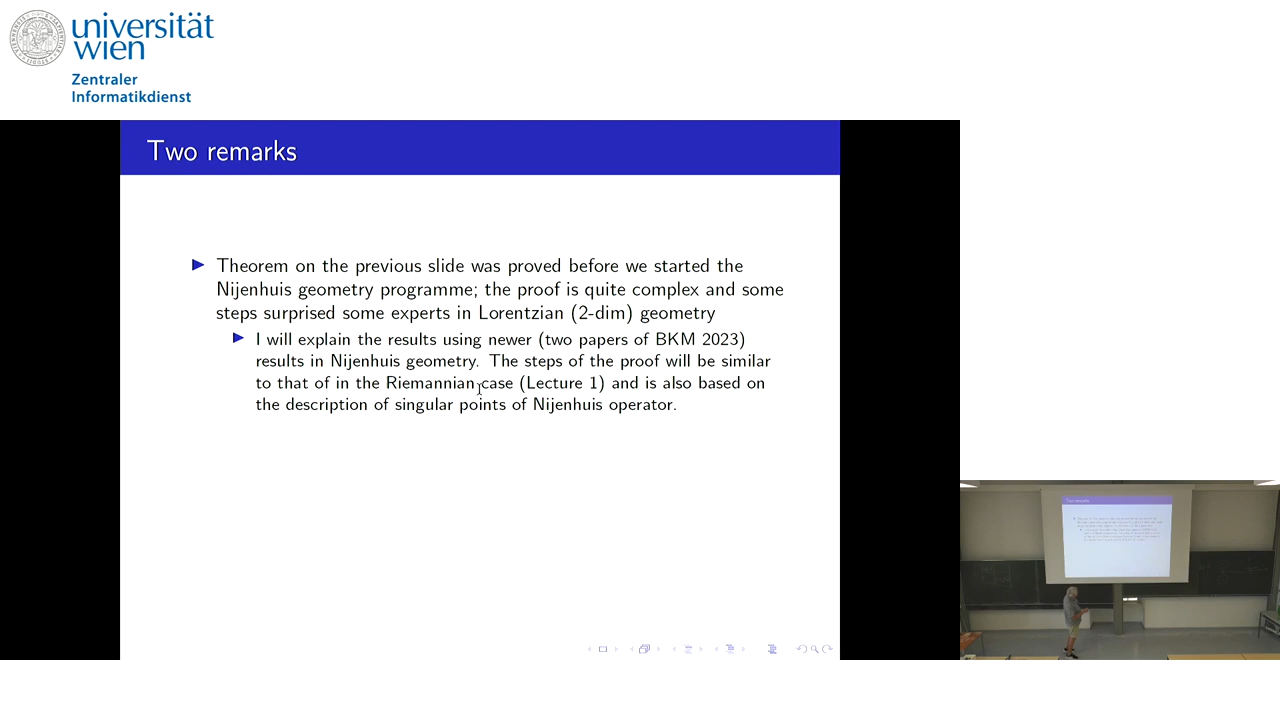 universität
wien
Zentraler
Informatikdienst
Two remarks
Theorem on the previous slide was proved before we started the
Nijenhuis geometry programme; the proof is quite complex and some
steps surprised some experts in Lorentzian (2-dim) geometry
I will explain the results using newer (two papers of BKM 2023)
results in Nijenhuis geometry. The steps of the proof will be similar
to that of in the Riemannian case (Lecture 1) and is also based on
the description of singular points of Nijenhuis operator.
Two remarks